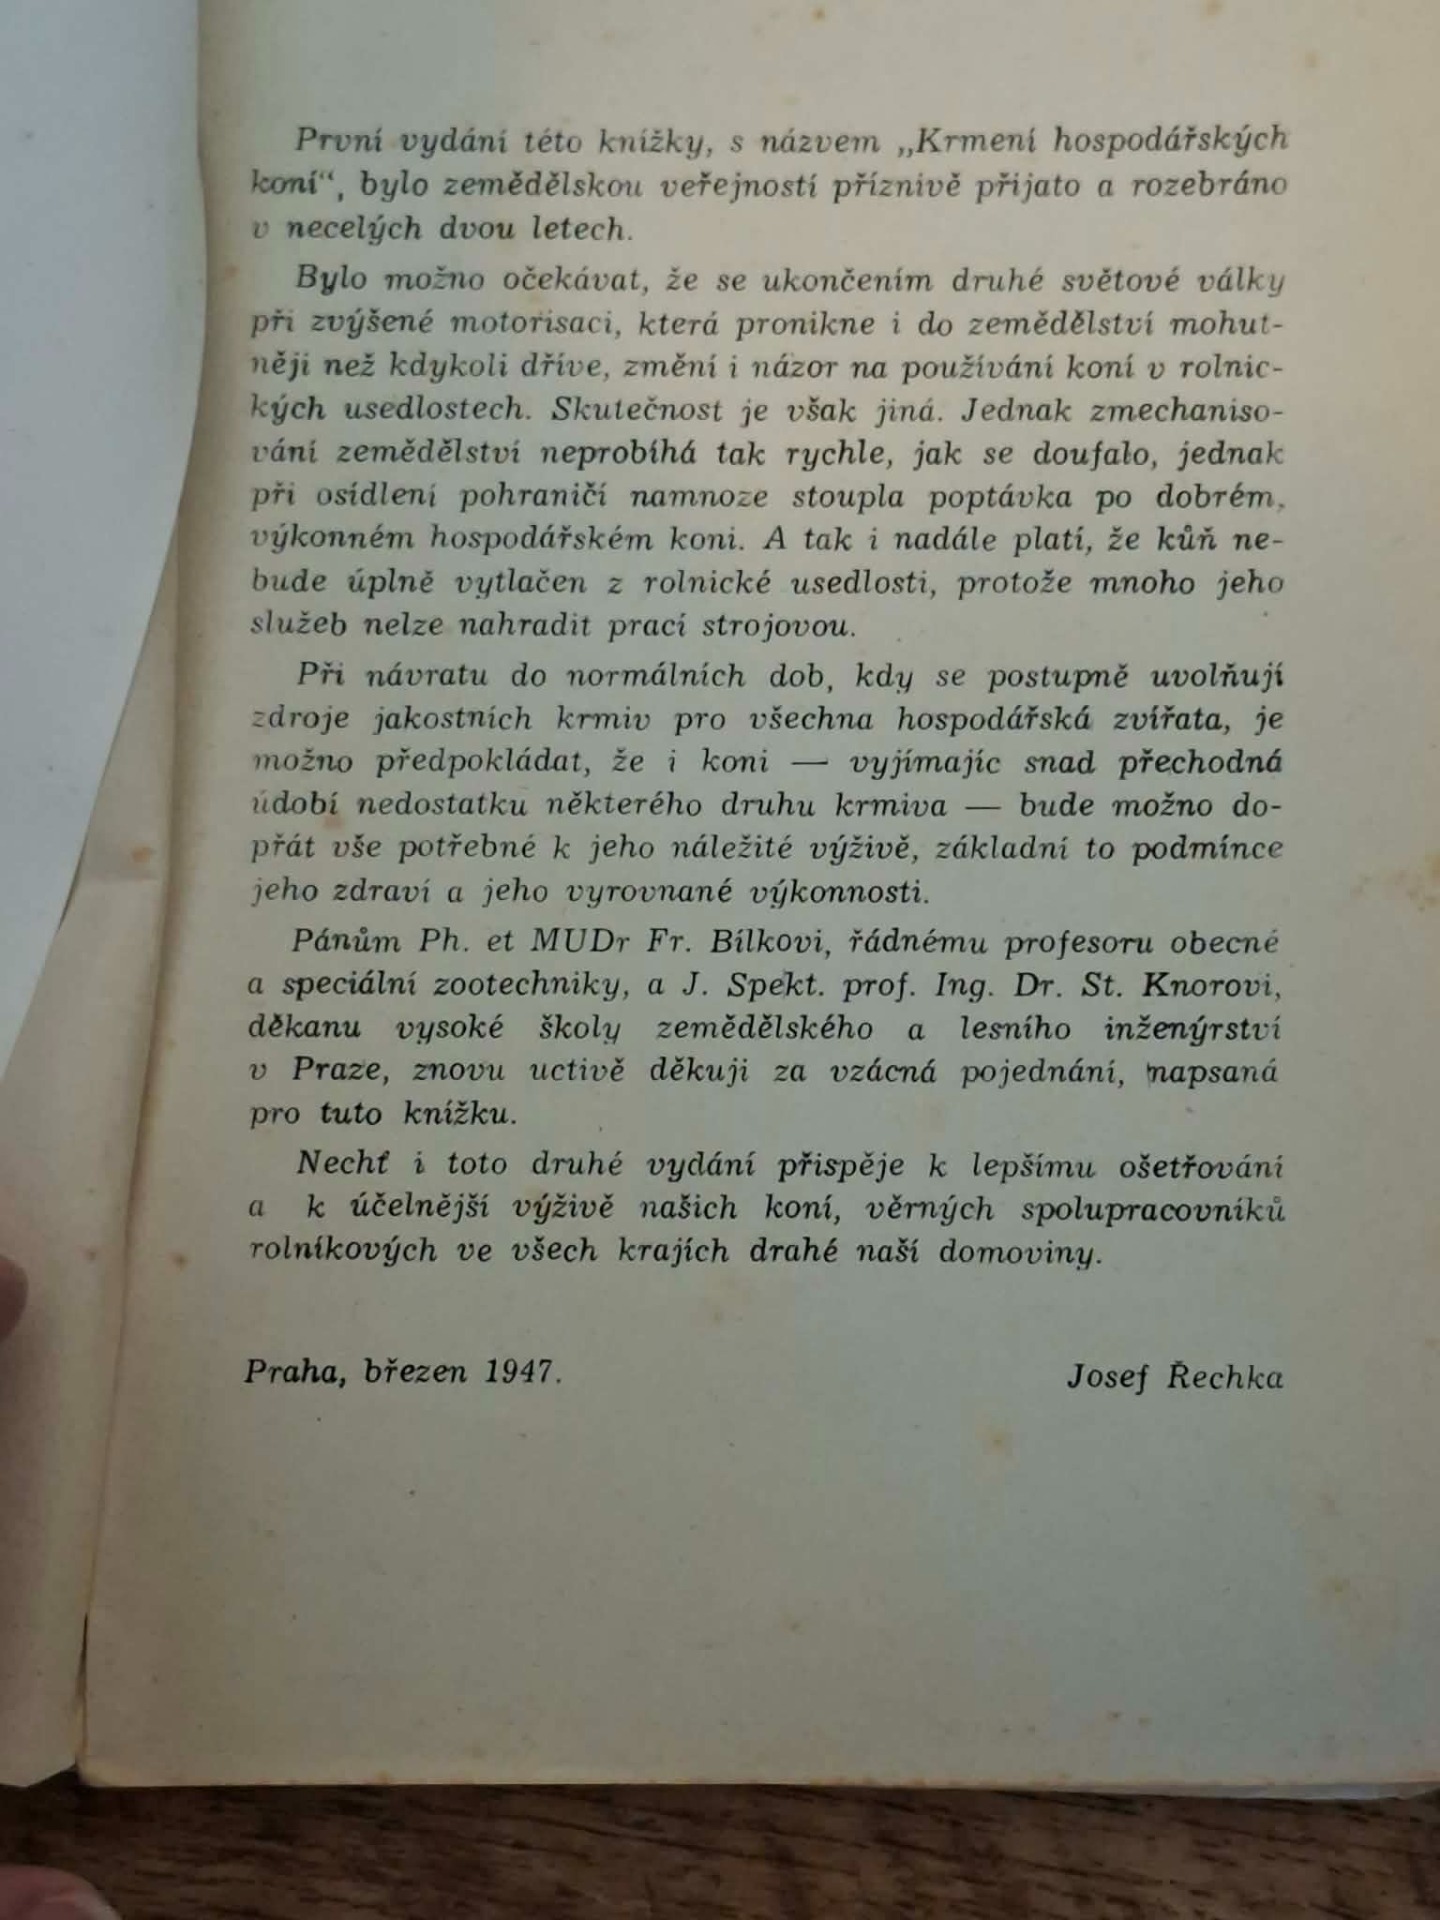 První vydání této knížky, s názvem „Krmení hospodářských
koní“, bylo zemědělskou veřejností příznivě přijato a rozebráno
v necelých dvou letech.
Bylo možno očekávat, že se ukončením druhé světové války
při zvýšené motorisaci, která pronikne i do zemědělství mohut-
něji než kdykoli dříve, změní i názor na používání koní v rolnic-
kých usedlostech. Skutečnost je však jiná. Jednak zmechaniso-
vání zemědělství neprobíhá tak rychle, jak se doufalo, jednak
při osídlení pohraničí namnoze stoupla poptávka po dobrém,
výkonném hospodářském koni. A tak i nadále platí, že kůň ne-
bude úplně vytlačen z rolnické usedlosti, protože mnoho jeho
služeb nelze nahradit prací strojovou.
Při návratu do normálních dob, kdy se postupně uvolňují
zdroje jakostních krmiv pro všechna hospodářská zvířata, je
možno předpokládat, že i koni — vyjímajíc snad přechodná
údobí nedostatku některého druhu krmiva — bude možno do-
přát vše potřebné k jeho náležité výživě, základní to podmínce
jeho zdraví a jeho vyrovnané výkonnosti.
Pánům Ph. et MUDr Fr. Bílkovi, řádnému profesoru obecné
a speciální zootechniky, a J. Spekt. prof. Ing. Dr. St. Knorovi,
děkanu vysoké školy zemědělského a lesního inženýrství
v Praze, znovu uctivě děkuji za vzácná pojednání, napsaná
pro tuto knížku.
Nechť i toto druhé vydání přispěje k lepšímu ošetřování
a k účelnější výživě našich koní, věrných spolupracovníků
rolníkových ve všech krajích drahé naší domoviny.
Praha, březen 1947. Josef Řechka